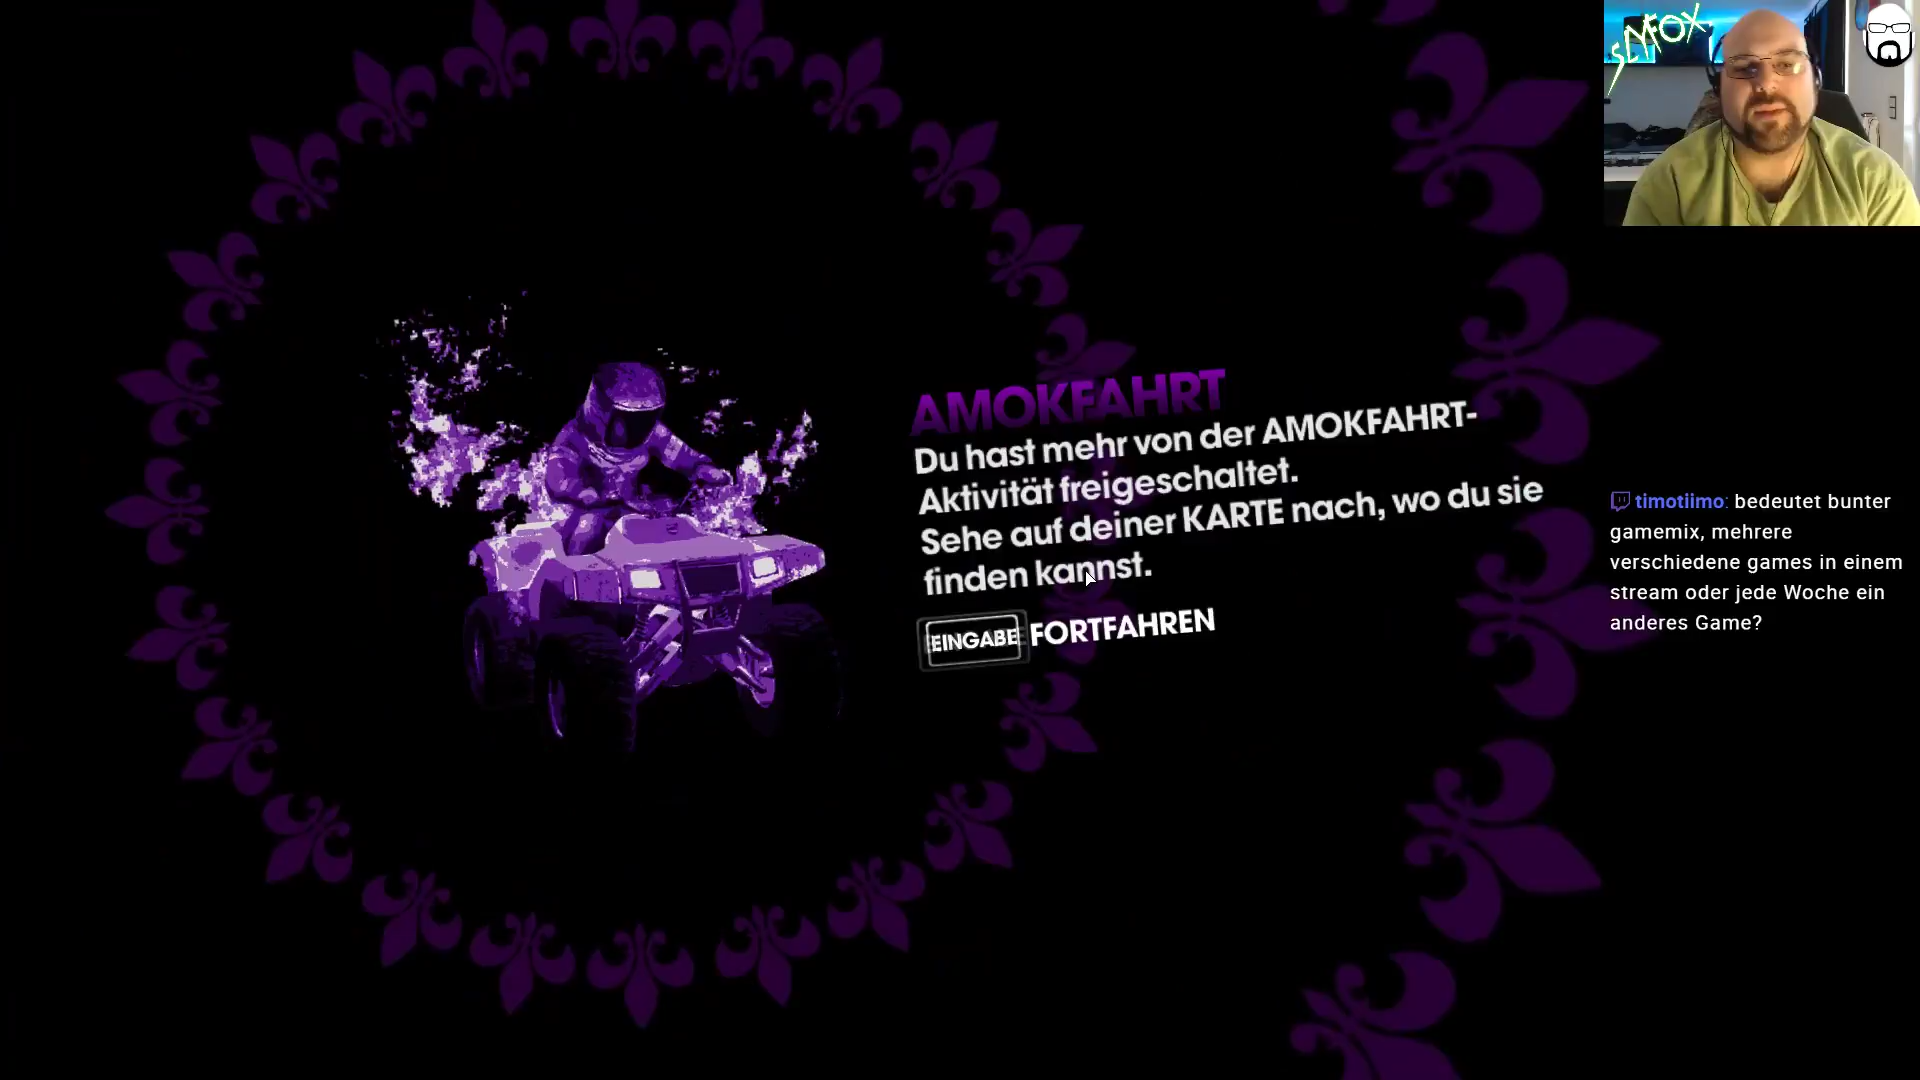 SLYFOX
AMOKFAHRT
Du hast mehr von der AMOKFAHRT-
Aktivität freigeschaltet.
Sehe auf deiner KARTE nach, wo du sie
finden kannst.
EINGABE FORTFAHREN
timotiimo: bedeutet bunter
gamemix, mehrere
verschiedene games in einem
stream oder jede Woche ein
anderes Game?